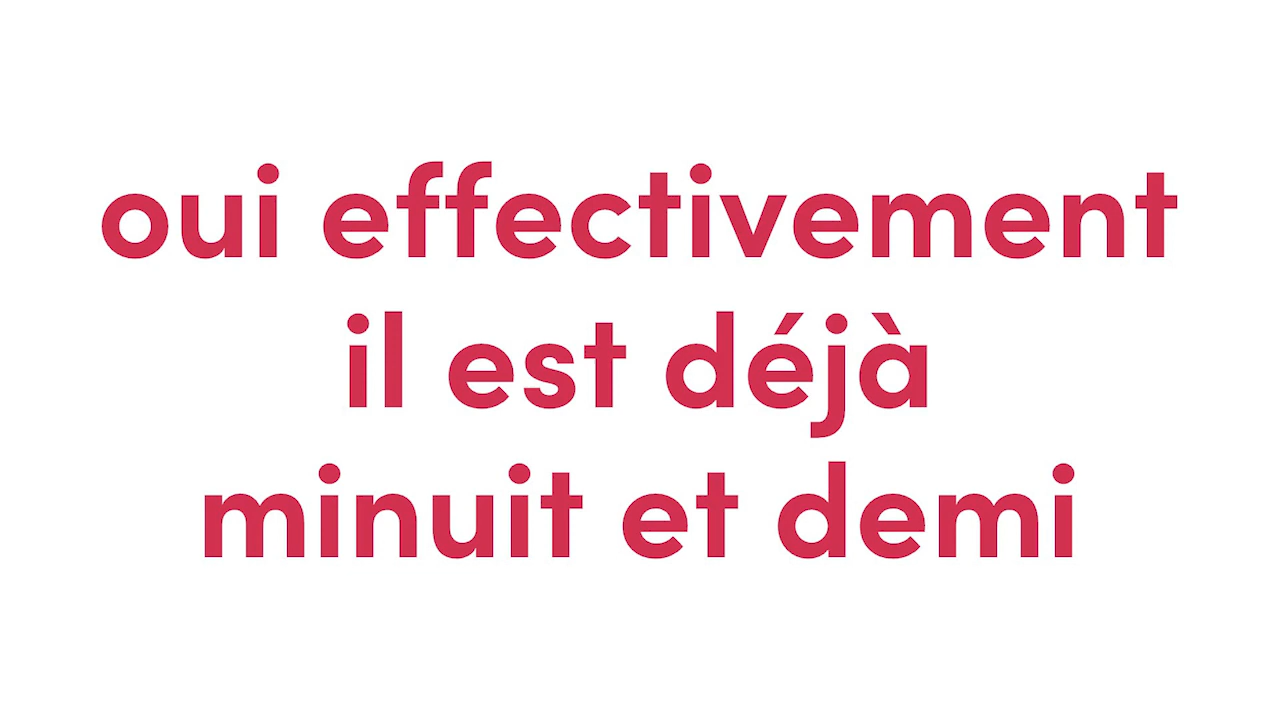 oui effectivement
il est déjà
minuit et demi